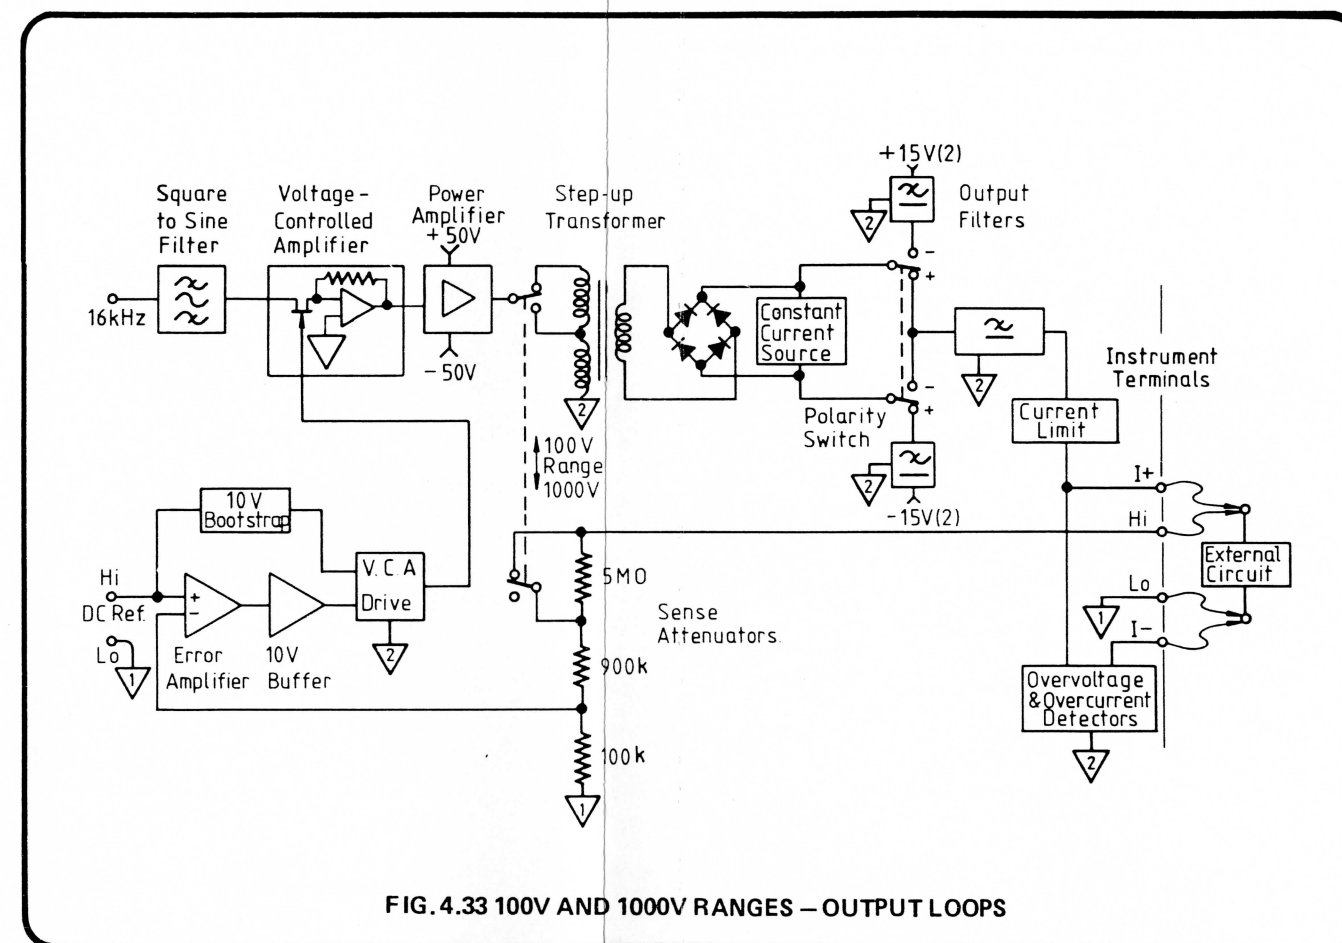 +15V(2)
2
Output
Filters
Square
to Sine
Filter
Voltage-
Controlled
Amplifier
Power
Amplifier
+50V
Step-up
Transformer
-
+
16kHz
-50V
2
Constant
Current
Source
2
Polarity
Switch
-
+
2
-15V(2)
Instrument
Terminals
Current
Limit
100V
Range
1000V
I+
Hi
10V
Bootstrap
Hi
DC Ref.
Lo
1
+
-
Error
Amplifier
10V
Buffer
V.C.A
Drive
2
5MO
900k
100k
1
Sense
Attenuators.
External
Circuit
Lo
1
I-
Overvoltage
& Overcurrent
Detectors
2
FIG. 4.33 100V AND 1000V RANGES – OUTPUT LOOPS